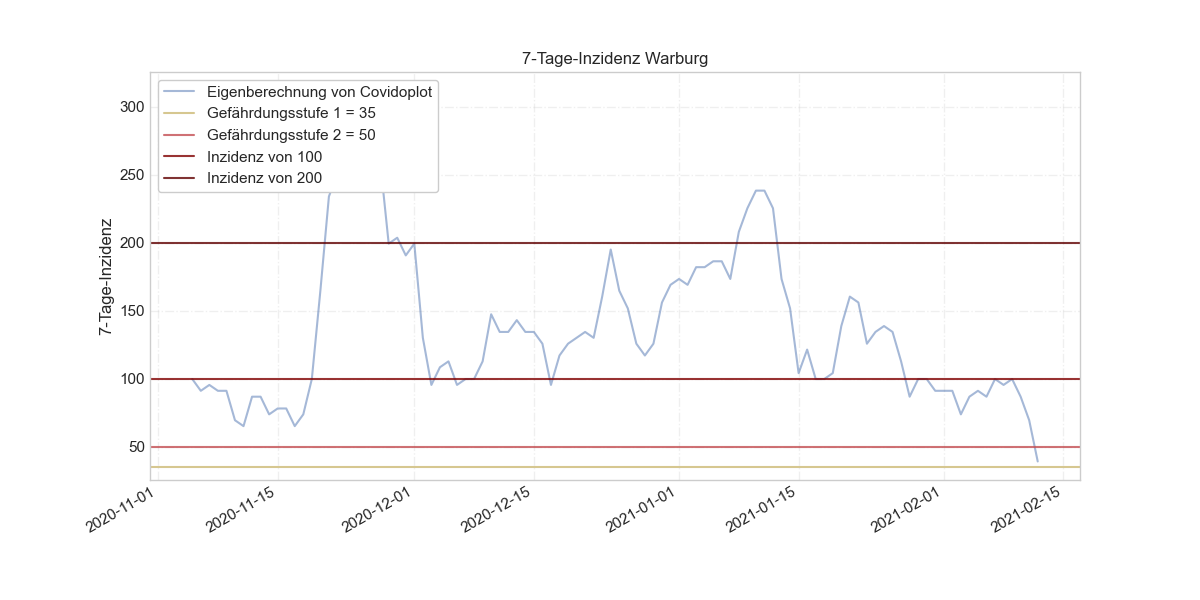 7-Tage-Inzidenz Warburg
Eigenberechnung von Covidoplot
Gefährdungsstufe 1 = 35
Gefährdungsstufe 2 = 50
Inzidenz von 100
Inzidenz von 200
7-Tage-Inzidenz
300
250
200
150
100
50
2020-11-01
2020-11-15
2020-12-01
2020-12-15
2021-01-01
2021-01-15
2021-02-01
2021-02-15